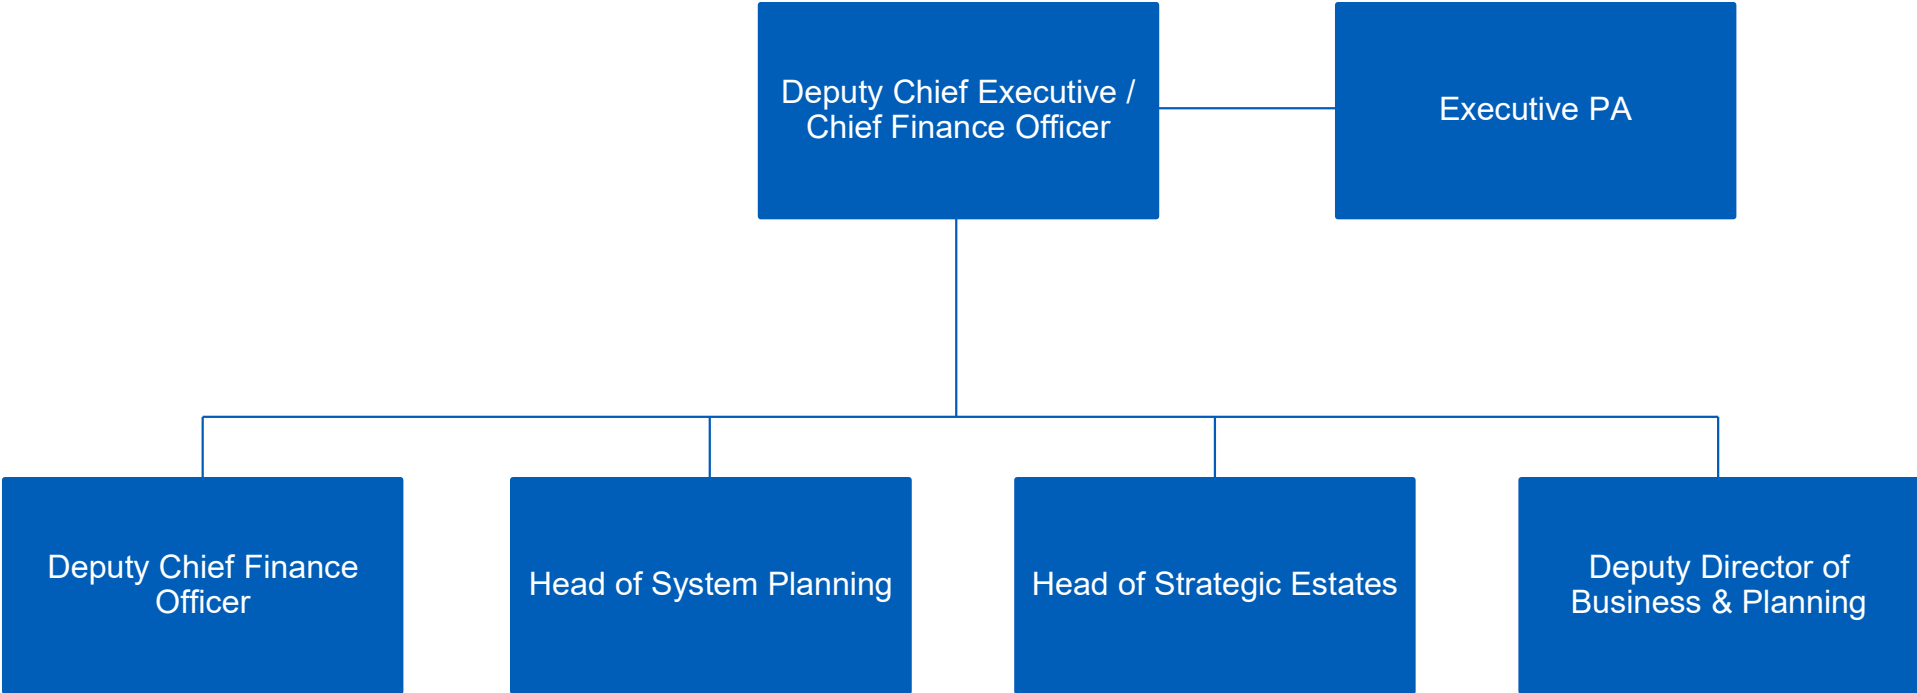 Deputy Chief Executive /
Chief Finance Officer
Executive PA
Deputy Chief Finance
Officer
Head of System Planning
Head of Strategic Estates
Deputy Director of
Business & Planning